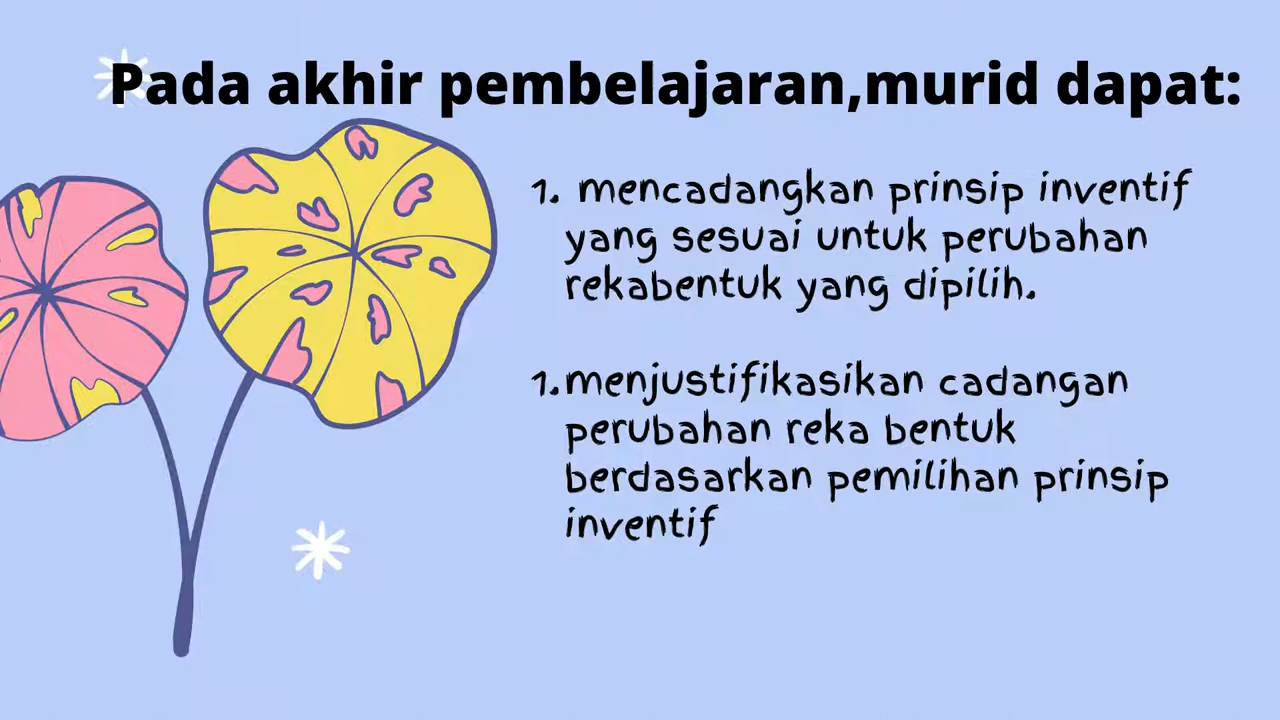 Pada akhir pembelajaran,murid dapat:
1. mencadangkan prinsip inventif
yang sesuai untuk perubahan
rekabentuk yang dipilih.
1.menjustifikasikan cadangan
perubahan reka bentuk
berdasarkan pemilihan prinsip
inventif